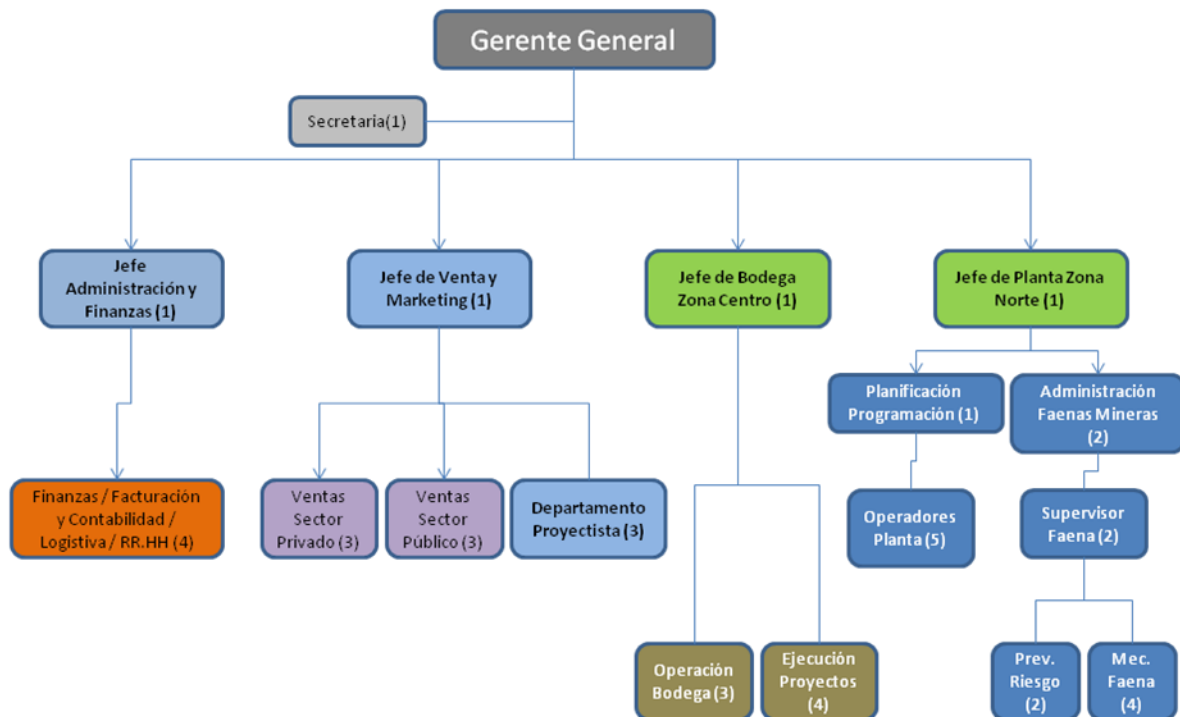 Gerente General
Secretaria(1)
Jefe
Administración y
Finanzas (1)
Jefe de Venta y
Marketing (1)
Jefe de Bodega
Zona Centro (1)
Jefe de Planta Zona
Norte (1)
Planificación
Programación (1)
Administración
Faenas Mineras
(2)
Finanzas / Facturación
y Contabilidad /
Logistiva / RR.HH (4)
Ventas
Sector
Privado (3)
Ventas
Sector
Público (3)
Departamento
Proyectista (3)
Operadores
Planta (5)
Supervisor
Faena (2)
Operación
Bodega (3)
Ejecución
Proyectos
(4)
Prev.
Riesgo
(2)
Mec.
Faena
(4)